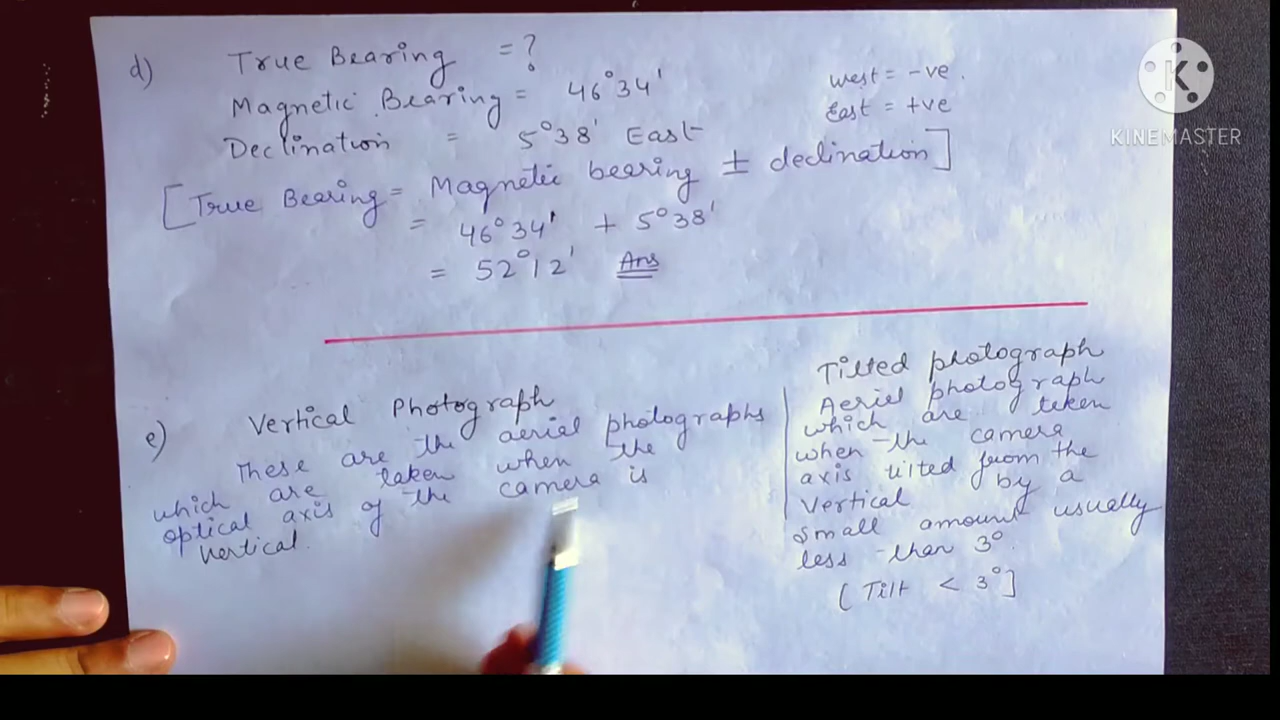 d) True Bearing = ?
Magnetic Bearing = 46°34'
Declination = 5°38' East
west = -ve.
East = +ve
[True Bearing = Magnetic bearing ± declination]
= 46°34' + 5°38'
= 52°12' Ans
e) Vertical Photograph
These are the aerial photographs
which are taken when the
optical axis of the camera is
Vertical.
Tilted photograph
Aerial photograph
which are taken
when the camera
axis tilted from the
Vertical by a
small amount usually
less than 3°.
(Tilt < 3°]
K
KINEMASTER